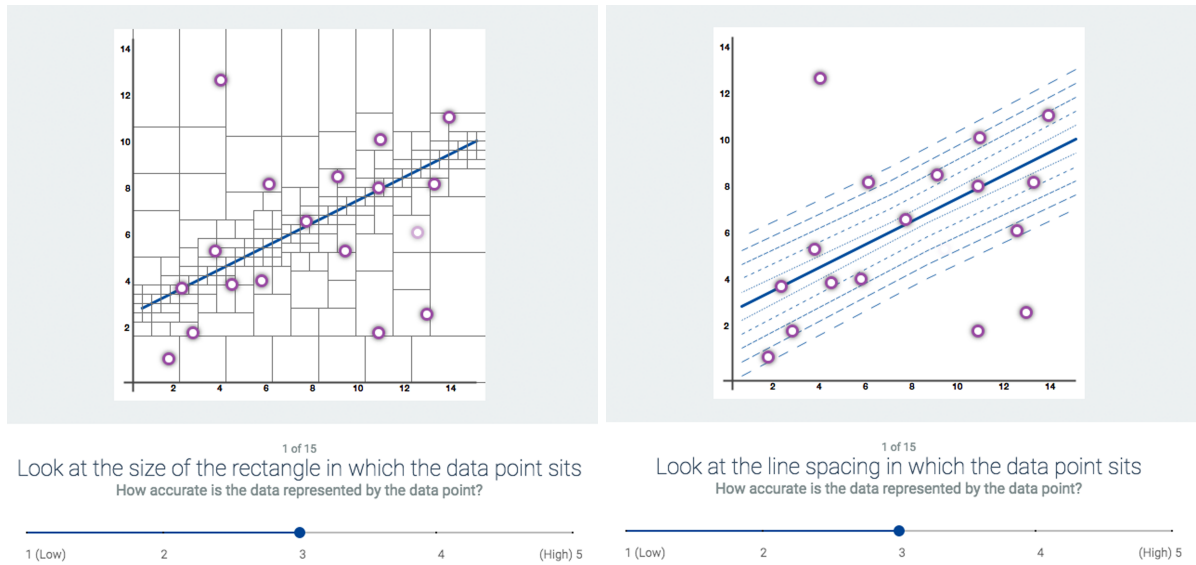 14
12
10
8
6
4
2
2 4 6 8 10 12 14
1 of 15
Look at the size of the rectangle in which the data point sits
How accurate is the data represented by the data point?
1 (Low) 2 3 4 (High) 5
14
12
10
8
6
4
2
2 4 6 8 10 12 14
1 of 15
Look at the line spacing in which the data point sits
How accurate is the data represented by the data point?
1 (Low) 2 3 4 (High) 5